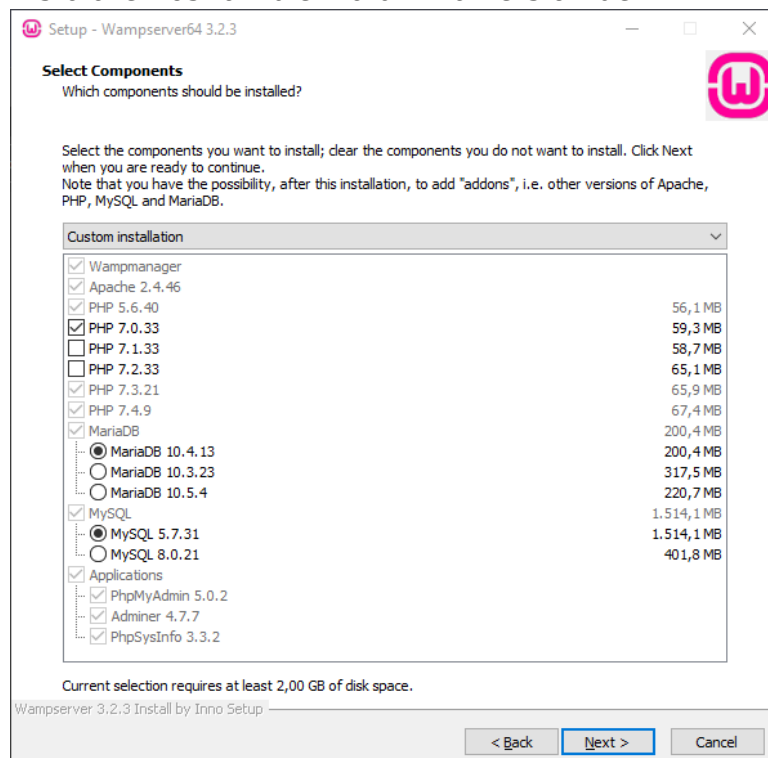 Setup - Wampserver64 3.2.3
Select Components
Which components should be installed?
Select the components you want to install; clear the components you do not want to install. Click Next
when you are ready to continue.
Note that you have the possibility, after this installation, to add "addons", i.e. other versions of Apache,
PHP, MySQL and MariaDB.
Custom installation
Wampmanager
Apache 2.4.46
PHP 5.6.40 56,1 MB
PHP 7.0.33 59,3 MB
PHP 7.1.33 58,7 MB
PHP 7.2.33 65,1 MB
PHP 7.3.21 65,9 MB
PHP 7.4.9 67,4 MB
MariaDB 200,4 MB
MariaDB 10.4.13 200,4 MB
MariaDB 10.3.23 317,5 MB
MariaDB 10.5.4 220,7 MB
MySQL 1.514,1 MB
MySQL 5.7.31 1.514,1 MB
MySQL 8.0.21 401,8 MB
Applications
PhpMyAdmin 5.0.2
Adminer 4.7.7
PhpSysInfo 3.3.2
Current selection requires at least 2,00 GB of disk space.
Wampserver 3.2.3 Install by Inno Setup
< Back Next > Cancel